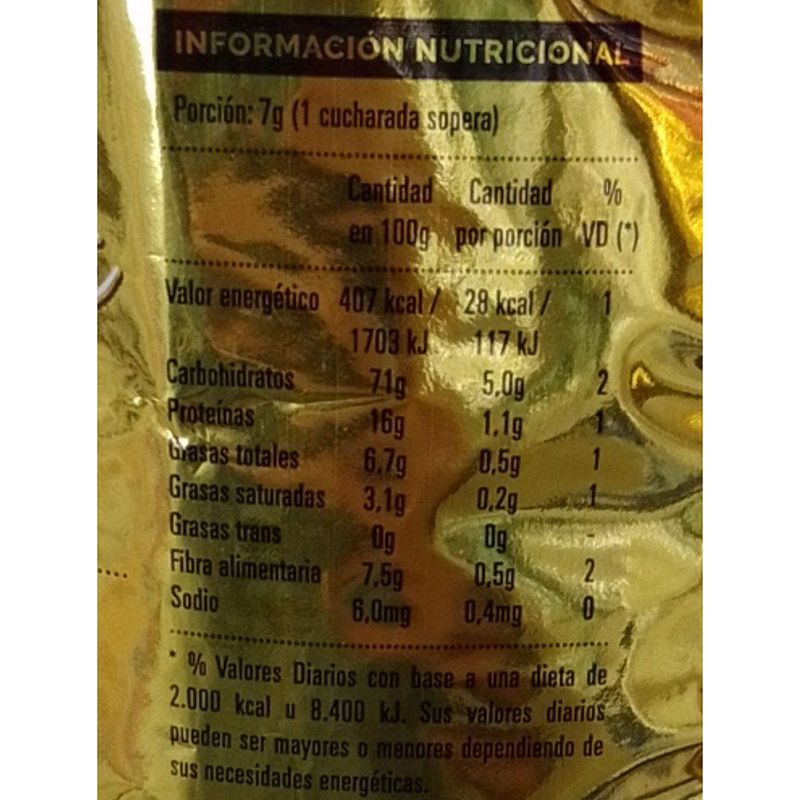 INFORMACIÓN NUTRICIONAL
Porción: 7g (1 cucharada sopera)
Cantidad Cantidad %
en 100g por porción VD (*)
Valor energético 407 kcal / 28 kcal / 1
1703 kJ 117 kJ
Carbohidratos 71g 5,0g 2
Proteínas 16g 1,1g 1
Grasas totales 6,7g 0,5g 1
Grasas saturadas 3,1g 0,2g 1
Grasas trans 0g 0g -
Fibra alimentaria 7,5g 0,5g 2
Sodio 6,0mg 0,4mg 0
* % Valores Diarios con base a una dieta de
2.000 kcal u 8.400 kJ. Sus valores diarios
pueden ser mayores o menores dependiendo de
sus necesidades energéticas.